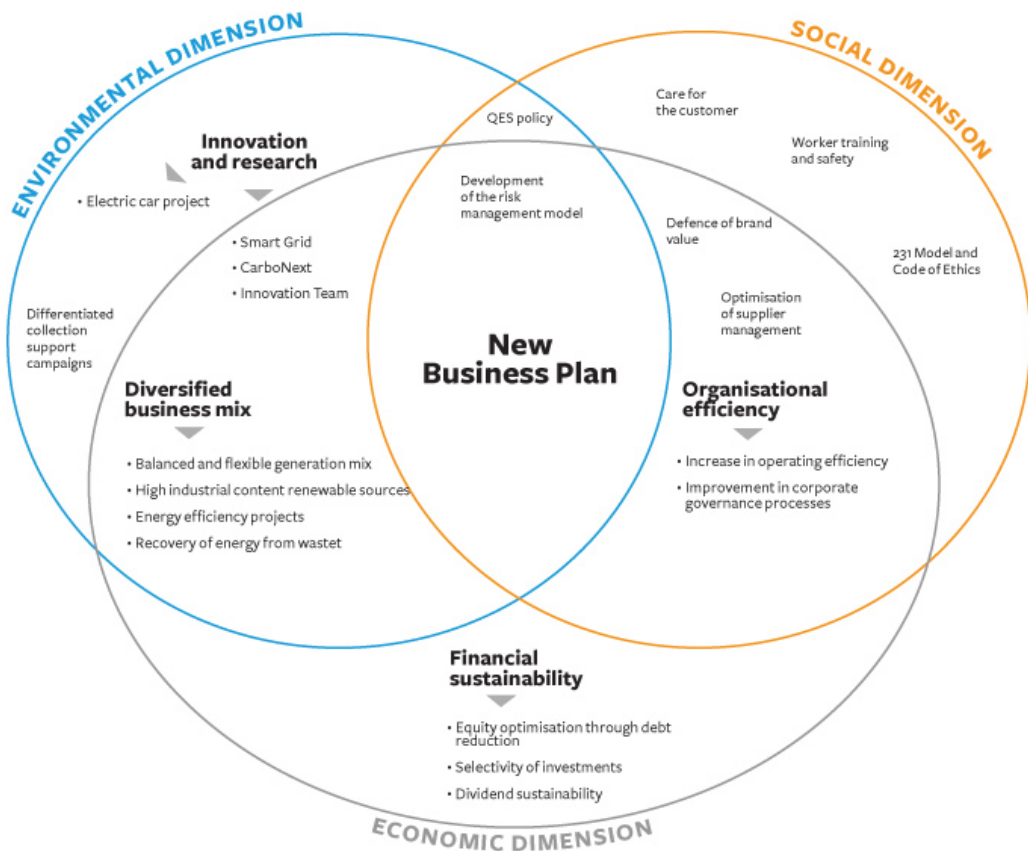 ENVIRONMENTAL DIMENSION
SOCIAL DIMENSION
QES policy
Care for
the customer
Innovation
and research
Worker training
and safety
• Electric car project
Development
of the risk
management model
Defence of brand
value
• Smart Grid
• CarboNext
• Innovation Team
231 Model and
Code of Ethics
Differentiated
collection
support
campaigns
Optimisation
of supplier
management
New
Business Plan
Diversified
business mix
Organisational
efficiency
• Balanced and flexible generation mix
• High industrial content renewable sources
• Energy efficiency projects
• Recovery of energy from wastet
• Increase in operating efficiency
• Improvement in corporate
governance processes
Financial
sustainability
• Equity optimisation through debt
reduction
• Selectivity of investments
• Dividend sustainability
ECONOMIC DIMENSION